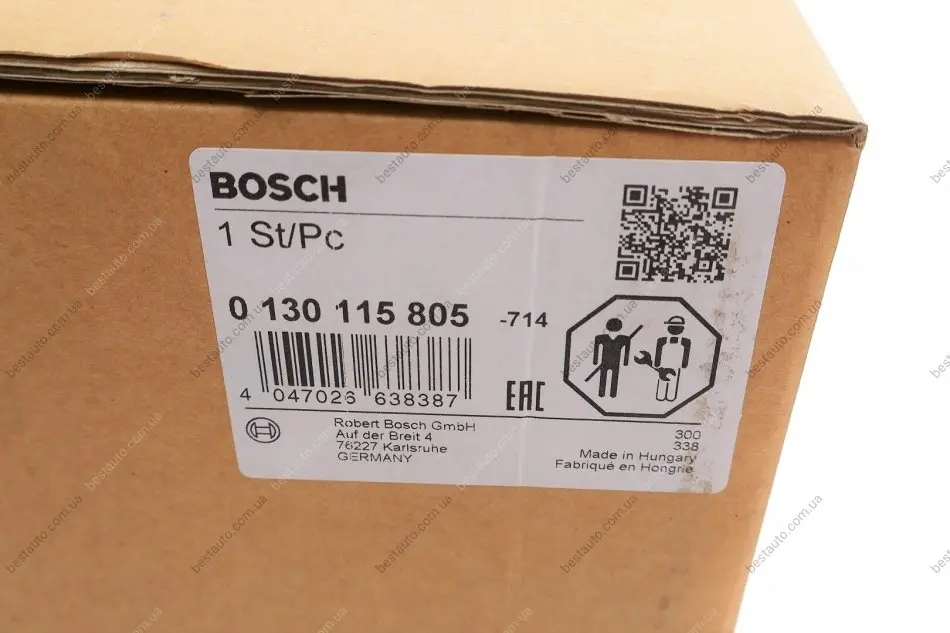 BOSCH
1 St/Pc
0 130 115 805 -714
4 047026 638387
EAC
Robert Bosch GmbH
Auf der Breit 4
76227 Karlsruhe
GERMANY
300
338
Made in Hungary
Fabriqué en Hongrie
bestauto.com.ua